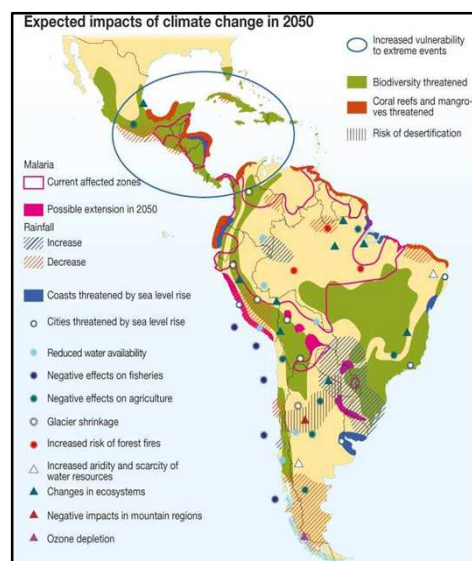 Expected impacts of climate change in 2050
Increased vulnerability
to extreme events
Biodiversity threatened
Coral reefs and mangro-
ves threatened
Risk of desertification
Malaria
Current affected zones
Possible extension in 2050
Rainfall
Increase
Decrease
Coasts threatened by sea level rise
Cities threatened by sea level rise
Reduced water availability
Negative effects on fisheries
Negative effects on agriculture
Glacier shrinkage
Increased risk of forest fires
Increased aridity and scarcity of
water resources
Changes in ecosystems
Negative impacts in mountain regions
Ozone depletion